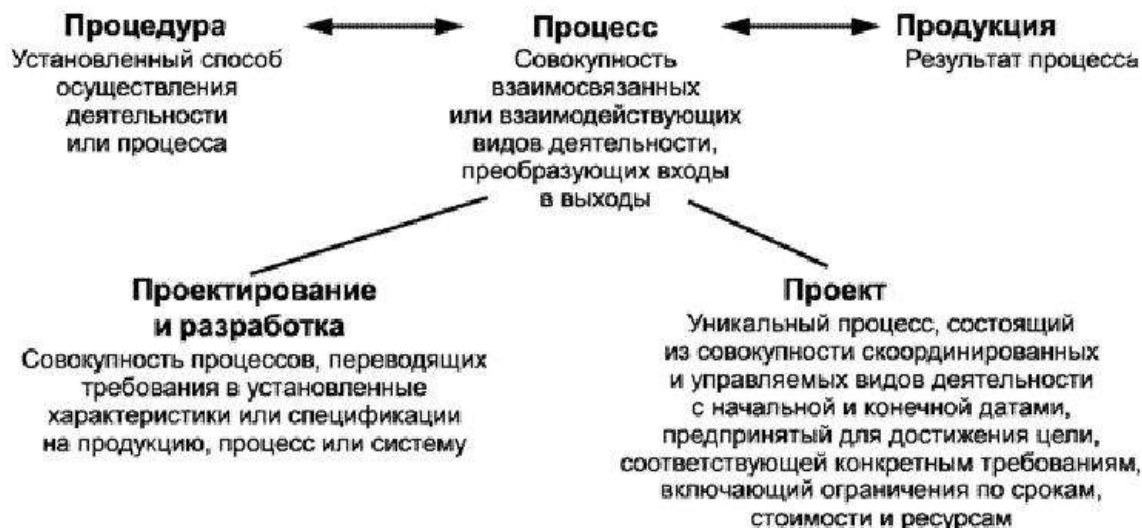 Процедура
Установленный способ
осуществления
деятельности
или процесса
Процесс
Совокупность
взаимосвязанных
или взаимодействующих
видов деятельности,
преобразующих входы
в выходы
Продукция
Результат процесса
Проектирование
и разработка
Совокупность процессов, переводящих
требования в установленные
характеристики или спецификации
на продукцию, процесс или систему
Проект
Уникальный процесс, состоящий
из совокупности скоординированных
и управляемых видов деятельности
с начальной и конечной датами,
предпринятый для достижения цели,
соответствующей конкретным требованиям,
включающий ограничения по срокам,
стоимости и ресурсам